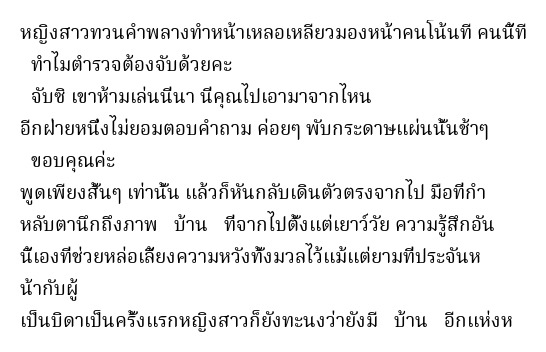 หญิงสาวทวนคำพลางทำหน้าเหลอเหลียวมองหน้าคนโน้นที คนนี้ที
ทำไมตำรวจต้องจับด้วยคะ
จับซิ เขาห้ามเล่นนี่นา นี่คุณไปเอามาจากไหน
อีกฝ่ายหนึ่งไม่ยอมตอบคำถาม ค่อยๆ พับกระดาษแผ่นนั้นช้าๆ
ขอบคุณค่ะ
พูดเพียงสั้นๆ เท่านั้น แล้วก็หันกลับเดินตัวตรงจากไป มือที่กำ
หลับตานึกถึงภาพ บ้าน ที่จากไปตั้งแต่เยาว์วัย ความรู้สึกอัน
นี้เองที่ช่วยหล่อเลี้ยงความหวังทั้งมวลไว้แม้แต่ยามที่ประจันห
น้ากับผู้
เป็นบิดาเป็นครั้งแรกหญิงสาวก็ยังทะนงว่ายังมี บ้าน อีกแห่งห